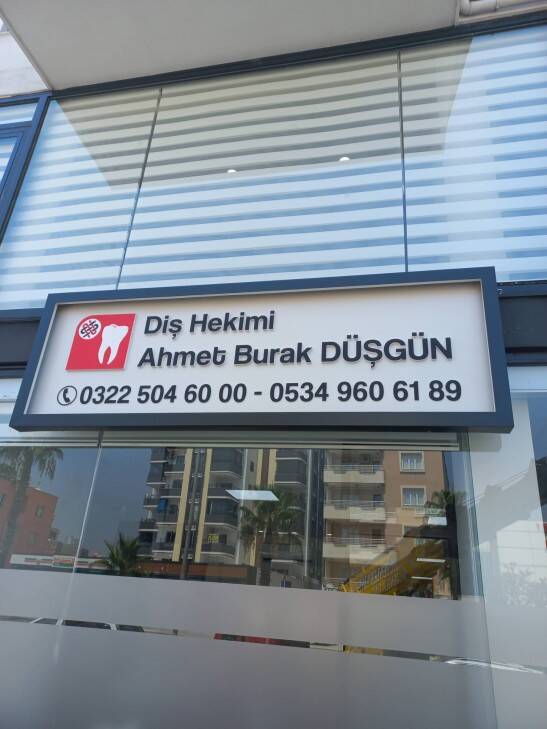 Diş Hekimi
Ahmet Burak DÜŞGÜN
0322 504 60 00 - 0534 960 61 89